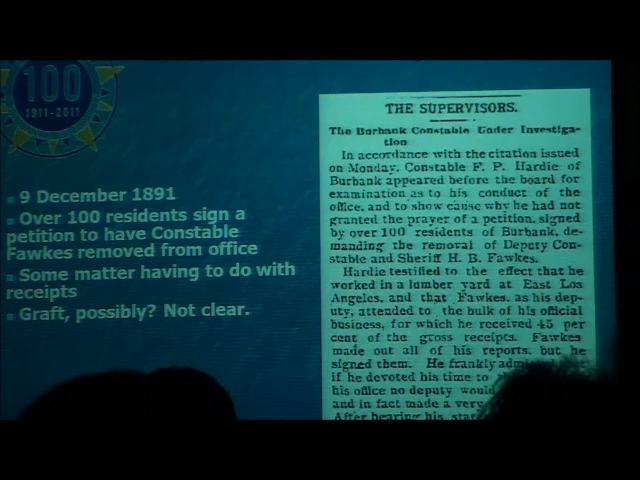 100
1911-2011
9 December 1891
Over 100 residents sign a
petition to have Constable
Fawkes removed from office
Some matter having to do with
receipts
Graft, possibly? Not clear.
THE SUPERVISORS.
The Burbank Constable Under Investiga-
tion
In accordance with the citation issued
on Monday, Constable F. P. Hardie of
Burbank appeared before the board for
examination as to his conduct of the
office, and to show cause why he had not
granted the prayer of a petition, signed
by over 100 residents of Burbank, de-
manding the removal of Deputy Con-
stable and Sheriff H. B. Fawkes.
Hardie testified to the effect that he
worked in a lumber yard at East Los
Angeles, and that Fawkes, as his dep-
uty, attended to the bulk of his official
business, for which he received 45 per
cent of the gross receipts. Fawkes
made out all of his reports, but he
signed them. He frankly
if he devoted his time to
his office no deputy would
and in fact made a very
After hearing his